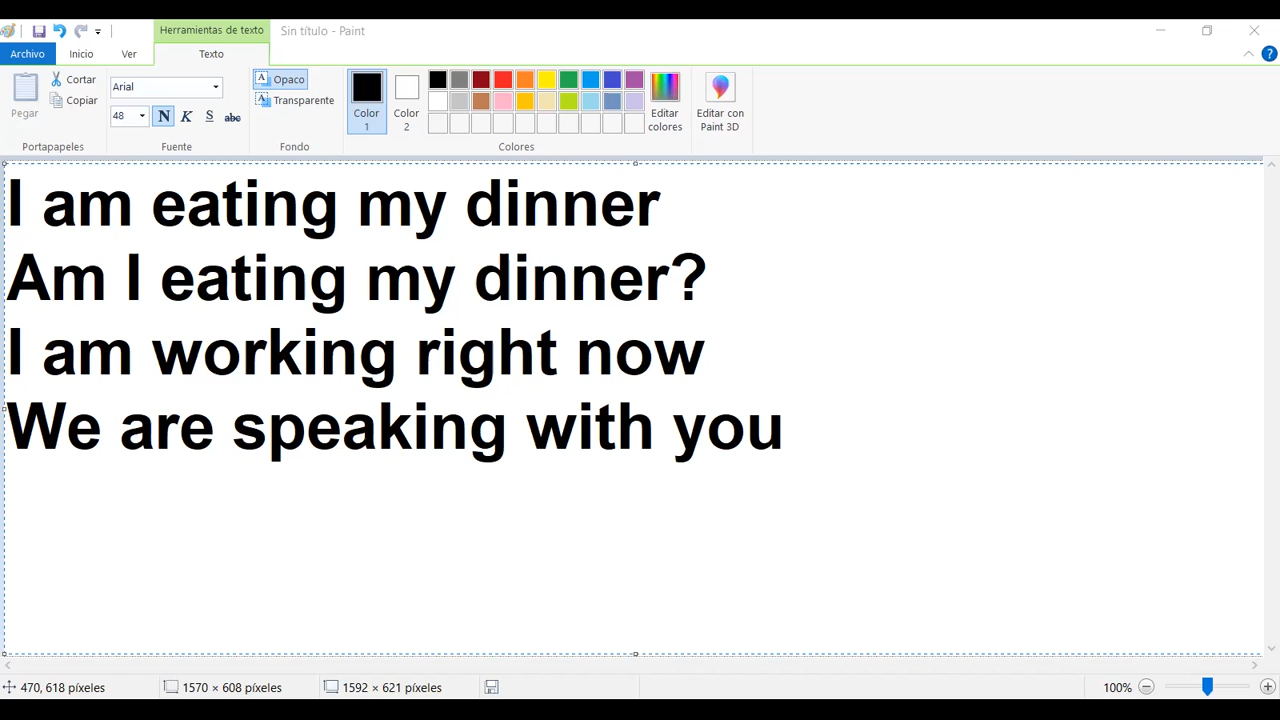 Herramientas de texto
Sin título - Paint
Archivo
Inicio
Ver
Texto
Pegar
Cortar
Copiar
Portapapeles
Arial
48
N K S abc
Fuente
Opaco
Transparente
Fondo
Color 1
Color 2
Editar colores
Colores
Editar con Paint 3D
I am eating my dinner
Am I eating my dinner?
I am working right now
We are speaking with you
470, 618 píxeles
1570 × 608 píxeles
1592 × 621 píxeles
100%